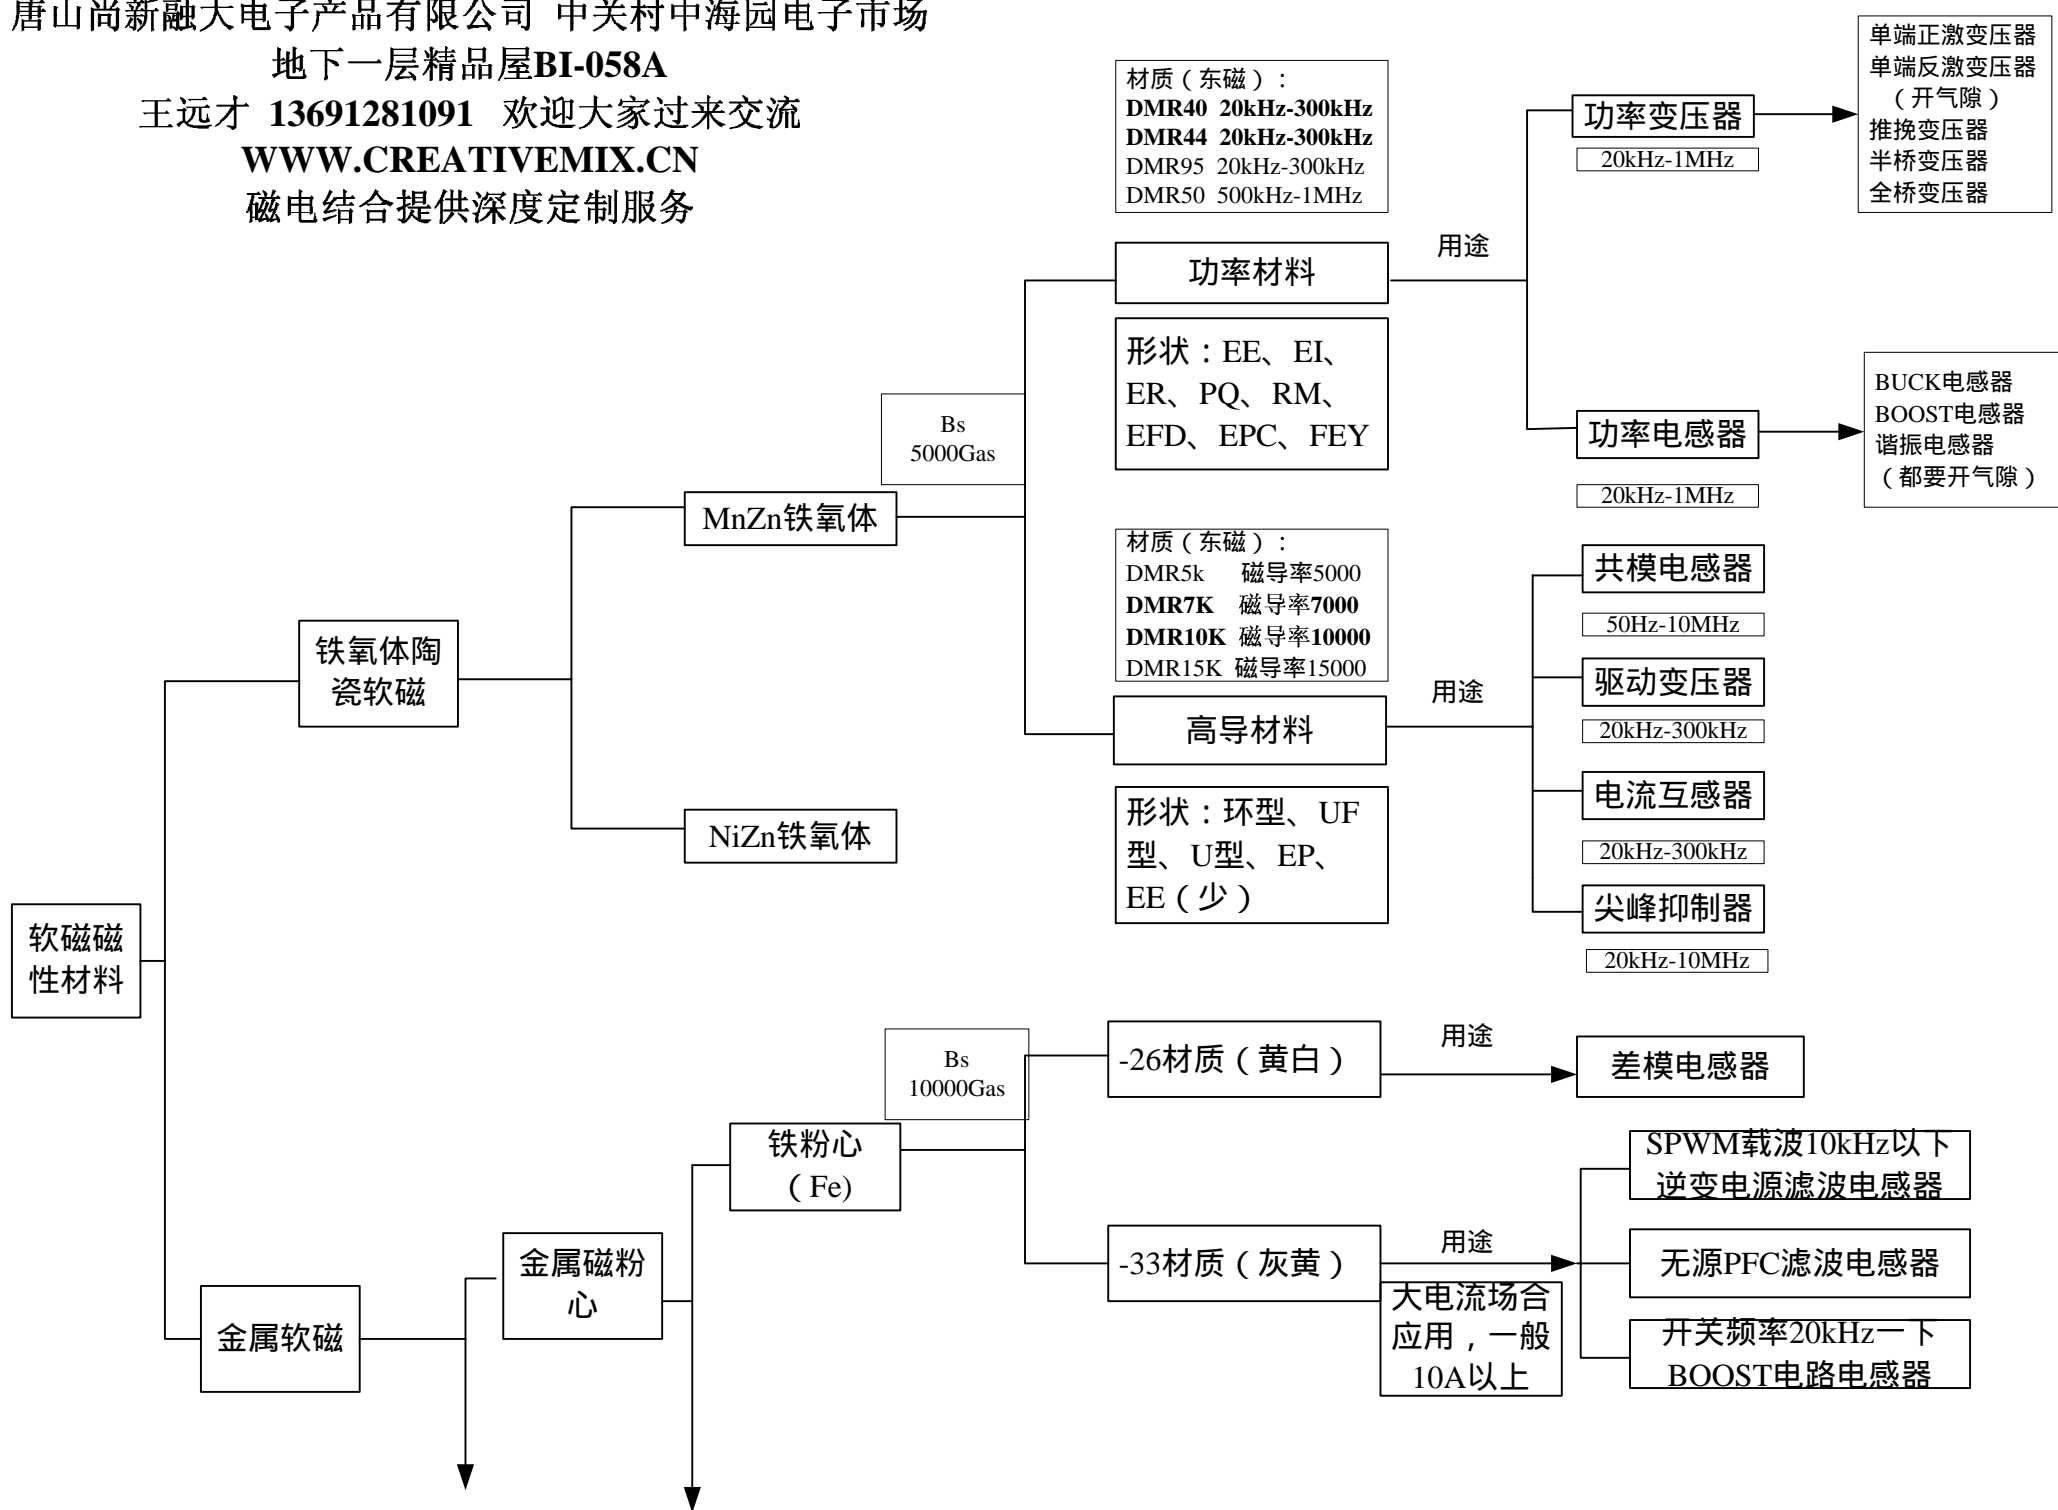 唐山尚新融大电子产品有限公司 中关村中海园电子市场
地下一层精品屋BI-058A
王远才 13691281091 欢迎大家过来交流
WWW.CREATIVEMIX.CN
磁电结合提供深度定制服务
材质（东磁）：
DMR40 20kHz-300kHz
DMR44 20kHz-300kHz
DMR95 20kHz-300kHz
DMR50 500kHz-1MHz
功率材料
用途
形状：EE、EI、
ER、PQ、RM、
EFD、EPC、FEY
功率变压器
20kHz-1MHz
单端正激变压器
单端反激变压器
（开气隙）
推挽变压器
半桥变压器
全桥变压器
功率电感器
20kHz-1MHz
BUCK电感器
BOOST电感器
谐振电感器
（都要开气隙）
Bs
5000Gas
MnZn铁氧体
材质（东磁）：
DMR5k 磁导率5000
DMR7K 磁导率7000
DMR10K 磁导率10000
DMR15K 磁导率15000
高导材料
用途
形状：环型、UF
型、U型、EP、
EE（少）
共模电感器
50Hz-10MHz
驱动变压器
20kHz-300kHz
电流互感器
20kHz-300kHz
尖峰抑制器
20kHz-10MHz
铁氧体陶
瓷软磁
NiZn铁氧体
软磁磁
性材料
Bs
10000Gas
-26材质（黄白）
用途
差模电感器
铁粉心
（Fe)
-33材质（灰黄）
用途
大电流场合
应用，一般
10A以上
SPWM载波10kHz以下
逆变电源滤波电感器
无源PFC滤波电感器
开关频率20kHz一下
BOOST电路电感器
金属磁粉
心
金属软磁